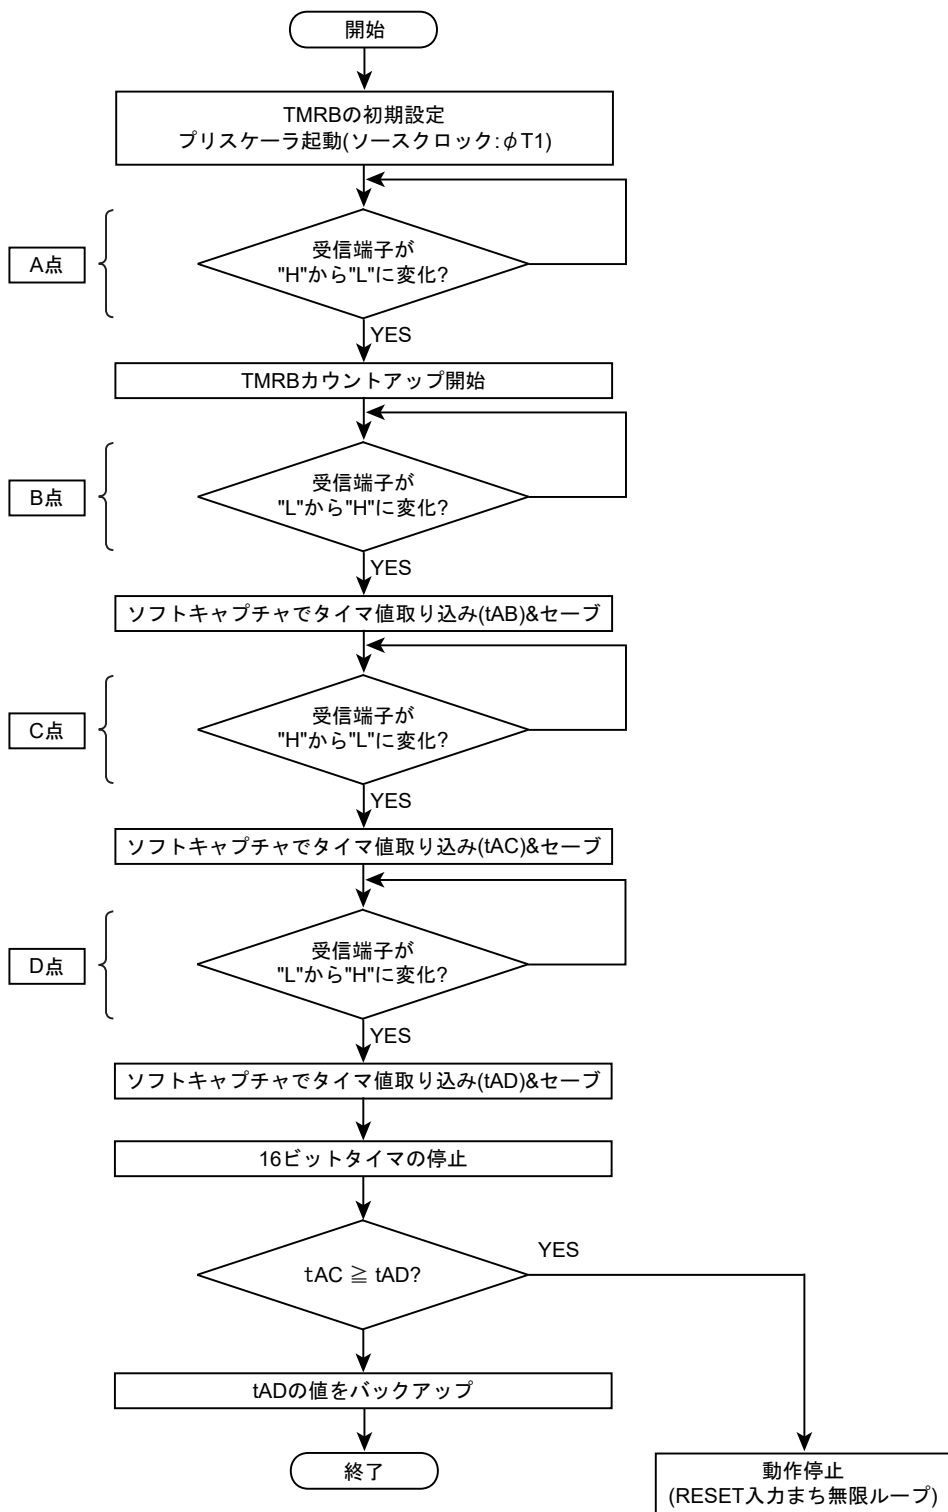 開始
TMRBの初期設定
プリスケーラ起動(ソースクロック:φT1)
A点
受信端子が
"H"から"L"に変化?
YES
TMRBカウントアップ開始
B点
受信端子が
"L"から"H"に変化?
YES
ソフトキャプチャでタイマ値取り込み(tAB)&セーブ
C点
受信端子が
"H"から"L"に変化?
YES
ソフトキャプチャでタイマ値取り込み(tAC)&セーブ
D点
受信端子が
"L"から"H"に変化?
YES
ソフトキャプチャでタイマ値取り込み(tAD)&セーブ
16ビットタイマの停止
tAC ≧ tAD?
YES
tADの値をバックアップ
終了
動作停止
(RESET入力まち無限ループ)